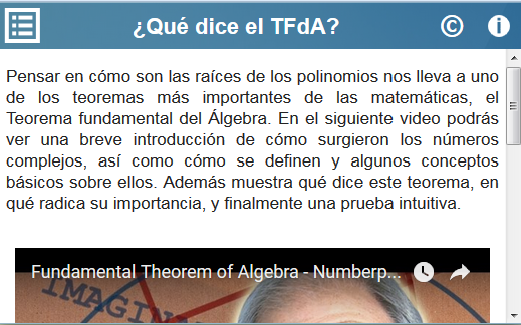 ¿Qué dice el TFdA?
©
i
Pensar en cómo son las raíces de los polinomios nos lleva a uno
de los teoremas más importantes de las matemáticas, el
Teorema fundamental del Álgebra. En el siguiente video podrás
ver una breve introducción de cómo surgieron los números
complejos, así como cómo se definen y algunos conceptos
básicos sobre ellos. Además muestra qué dice este teorema, en
qué radica su importancia, y finalmente una prueba intuitiva.
Fundamental Theorem of Algebra - Numberp...
IMAGINA